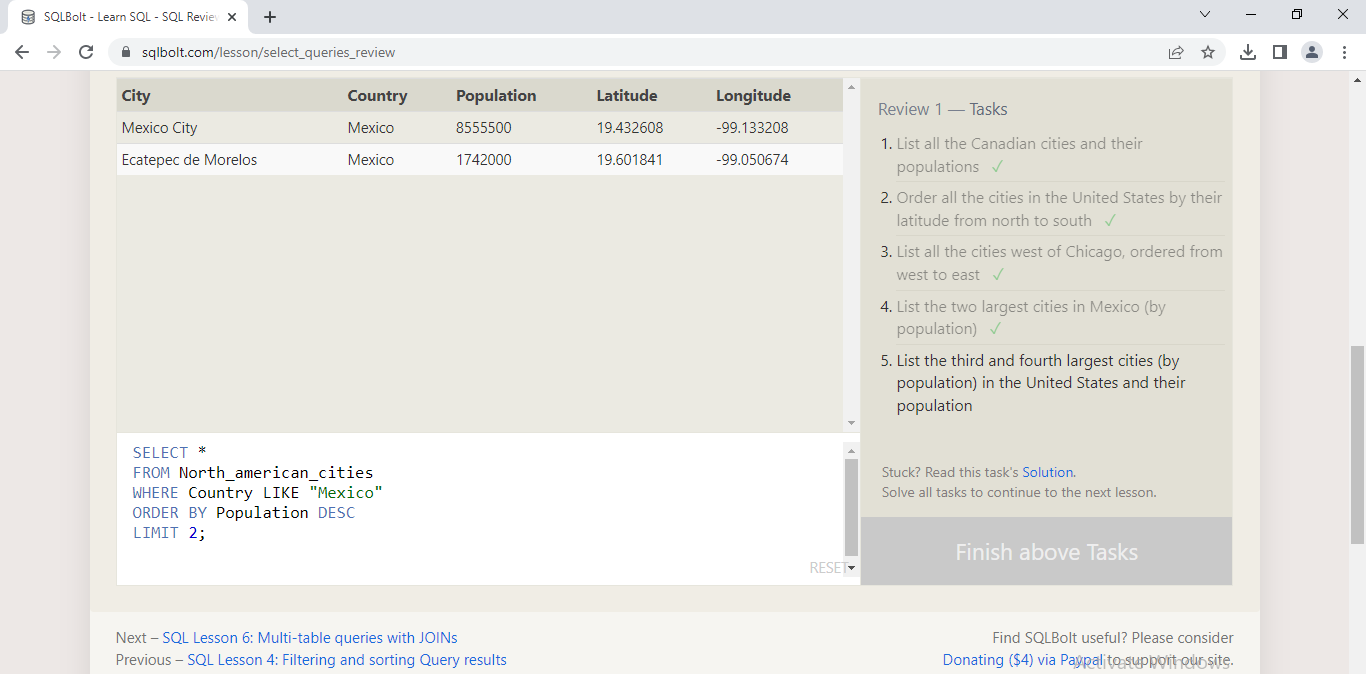 SQLBolt - Learn SQL - SQL Review
sqlbolt.com/lesson/select_queries_review
City Country Population Latitude Longitude
Mexico City Mexico 8555500 19.432608 -99.133208
Ecatepec de Morelos Mexico 1742000 19.601841 -99.050674
SELECT *
FROM North_american_cities
WHERE Country LIKE "Mexico"
ORDER BY Population DESC
LIMIT 2;
RESET
Review 1 — Tasks
1. List all the Canadian cities and their
populations ✓
2. Order all the cities in the United States by their
latitude from north to south ✓
3. List all the cities west of Chicago, ordered from
west to east ✓
4. List the two largest cities in Mexico (by
population) ✓
5. List the third and fourth largest cities (by
population) in the United States and their
population
Stuck? Read this task's Solution.
Solve all tasks to continue to the next lesson.
Finish above Tasks
Next – SQL Lesson 6: Multi-table queries with JOINs
Previous – SQL Lesson 4: Filtering and sorting Query results
Find SQLBolt useful? Please consider
Donating ($4) via Paypal to support our site.
Activate Windows